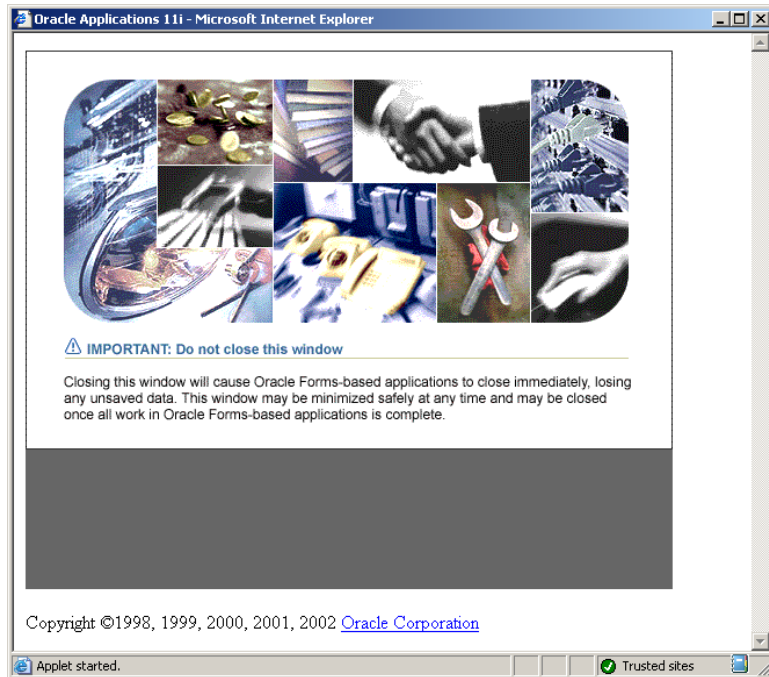 Oracle Applications 11i - Microsoft Internet Explorer
IMPORTANT: Do not close this window
Closing this window will cause Oracle Forms-based applications to close immediately, losing
any unsaved data. This window may be minimized safely at any time and may be closed
once all work in Oracle Forms-based applications is complete.
Copyright ©1998, 1999, 2000, 2001, 2002 Oracle Corporation
Applet started.
Trusted sites